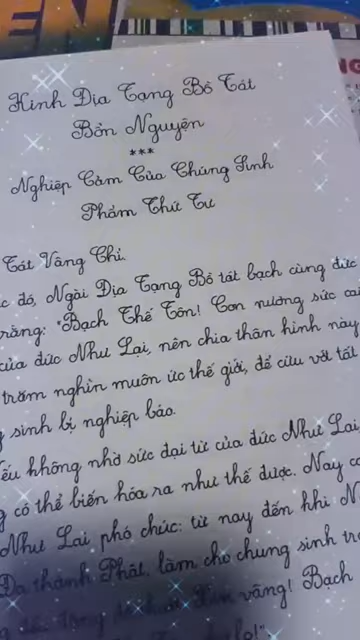 EN
NG
Kinh Địa Tạng Bồ Tát
Bổn Nguyện
***
Nghiệp Cảm Của Chúng Sinh
Phẩm Thứ Tư
Tát Vâng Chỉ.
đó, Ngài Địa Tạng Bồ tát bạch cùng đức
rằng: "Bạch Thế Tôn! Con nương sức oai
của đức Như Lai, nên chia thân hình này
trăm nghìn muôn ức thế giới, để cứu vớt tất
sinh bị nghiệp báo.
không nhờ sức đại từ của đức Như Lai,
có thể biến hóa ra như thế được. Nay
Như Lai phó chúc: từ nay đến khi
Đa thành Phật, làm cho chúng sinh
vâng! Bạch